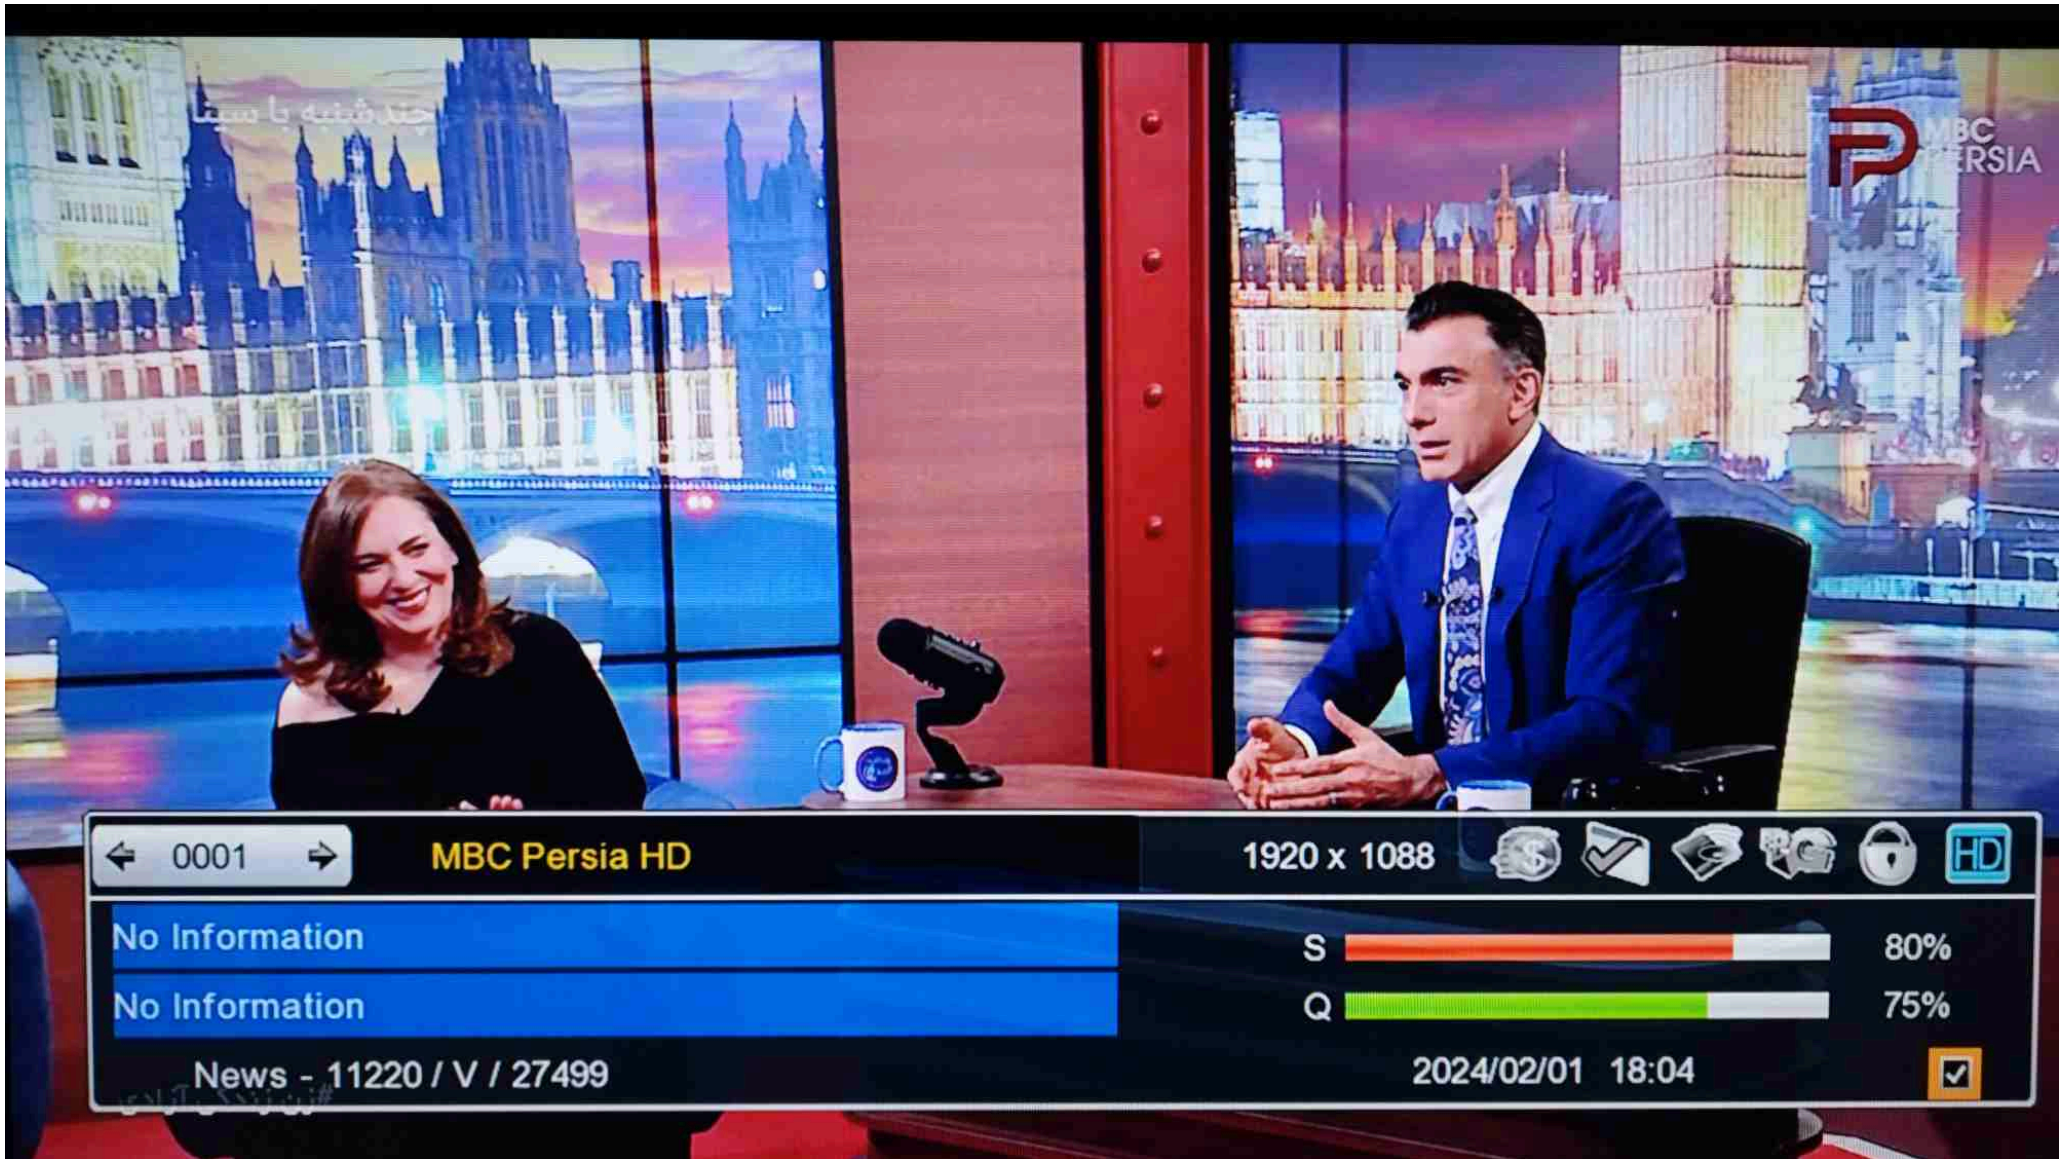 چندشنبه با سینا
MBC
PERSIA
0001
MBC Persia HD
1920 x 1088
HD
No Information
No Information
S
80%
Q
75%
News - 11220 / V / 27499
2024/02/01 18:04
#زن_زندگی_آزادی